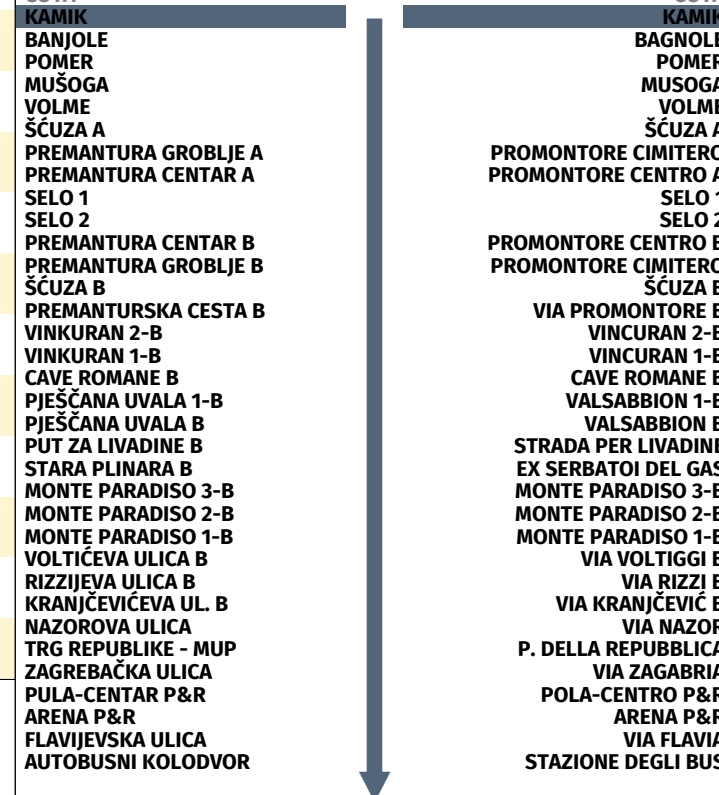 KAMIK KAMIK
BANJOLE BAGNOLE
POMER POMER
MUŠOGA MUSOGA
VOLME VOLME
ŠĆUZA A ŠĆUZA A
PREMANTURA GROBLJE A PROMONTORE CIMITERO
PREMANTURA CENTAR A PROMONTORE CENTRO A
SELO 1 SELO 1
SELO 2 SELO 2
PREMANTURA CENTAR B PROMONTORE CENTRO B
PREMANTURA GROBLJE B PROMONTORE CIMITERO
ŠĆUZA B ŠĆUZA B
PREMANTURSKA CESTA B VIA PROMONTORE B
VINKURAN 2-B VINCURAN 2-B
VINKURAN 1-B VINCURAN 1-B
CAVE ROMANE B CAVE ROMANE B
PJEŠČANA UVALA 1-B VALSABBION 1-B
PJEŠČANA UVALA B VALSABBION B
PUT ZA LIVADINE B STRADA PER LIVADINE
STARA PLINARA B EX SERBATOI DEL GAS
MONTE PARADISO 3-B MONTE PARADISO 3-B
MONTE PARADISO 2-B MONTE PARADISO 2-B
MONTE PARADISO 1-B MONTE PARADISO 1-B
VOLTIĆEVA ULICA B VIA VOLTIGGI B
RIZZIJEVA ULICA B VIA RIZZI B
KRANJČEVIĆEVA UL. B VIA KRANJČEVIĆ B
NAZOROVA ULICA VIA NAZOR
TRG REPUBLIKE - MUP P. DELLA REPUBBLICA
ZAGREBAČKA ULICA VIA ZAGABRIA
PULA-CENTAR P&R POLA-CENTRO P&R
ARENA P&R ARENA P&R
FLAVIJEVSKA ULICA VIA FLAVIA
AUTOBUSNI KOLODVOR STAZIONE DEGLI BUS